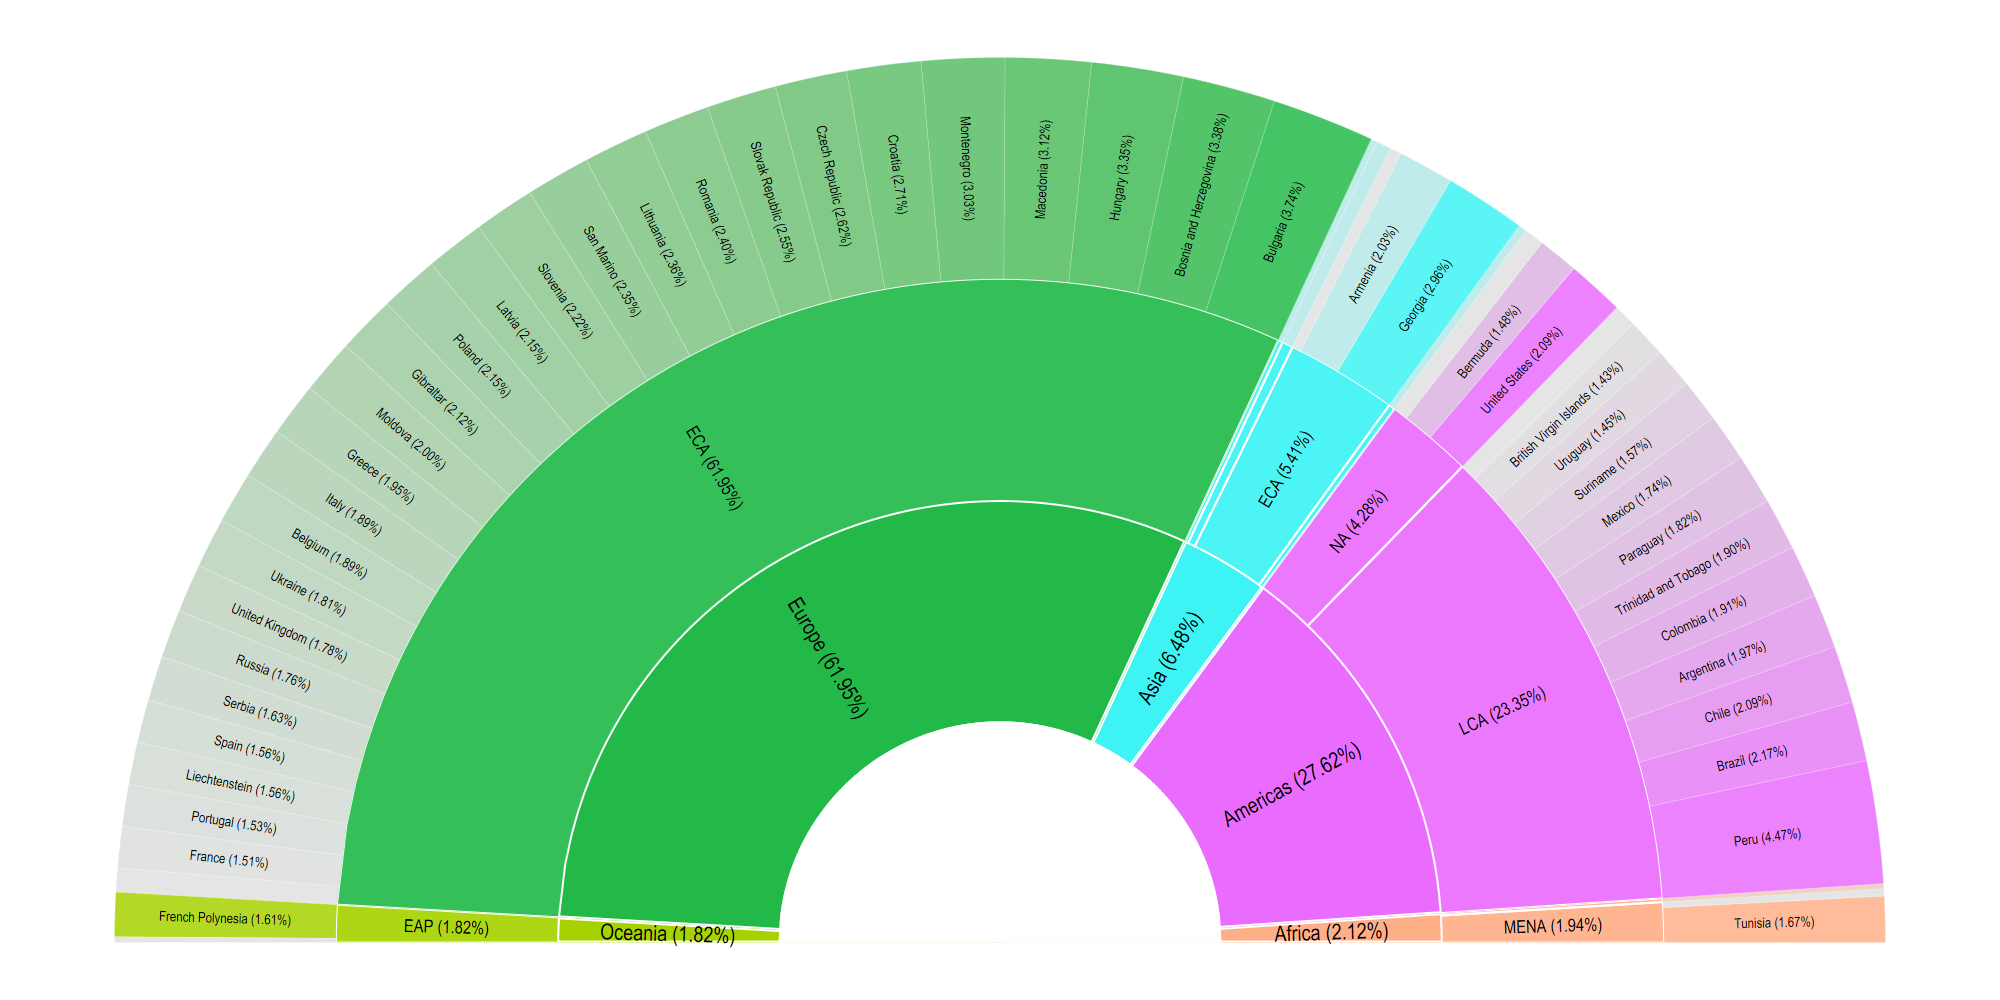 Europe (61.95%)
ECA (61.95%)
France (1.51%)
Portugal (1.53%)
Liechtenstein (1.56%)
Spain (1.56%)
Serbia (1.63%)
Russia (1.76%)
United Kingdom (1.78%)
Ukraine (1.81%)
Belgium (1.89%)
Italy (1.89%)
Greece (1.95%)
Moldova (2.00%)
Gibraltar (2.12%)
Poland (2.15%)
Latvia (2.15%)
Slovenia (2.22%)
San Marino (2.35%)
Lithuania (2.36%)
Romania (2.40%)
Slovak Republic (2.55%)
Czech Republic (2.62%)
Croatia (2.71%)
Montenegro (3.03%)
Macedonia (3.12%)
Hungary (3.35%)
Bosnia and Herzegovina (3.38%)
Bulgaria (3.74%)
Asia (6.48%)
ECA (5.41%)
Armenia (2.03%)
Georgia (2.96%)
Americas (27.62%)
NA (4.28%)
Bermuda (1.48%)
United States (2.09%)
LCA (23.35%)
British Virgin Islands (1.43%)
Uruguay (1.45%)
Suriname (1.57%)
Mexico (1.74%)
Paraguay (1.82%)
Trinidad and Tobago (1.90%)
Colombia (1.91%)
Argentina (1.97%)
Chile (2.09%)
Brazil (2.17%)
Peru (4.47%)
Oceania (1.82%)
EAP (1.82%)
French Polynesia (1.61%)
Africa (2.12%)
MENA (1.94%)
Tunisia (1.67%)